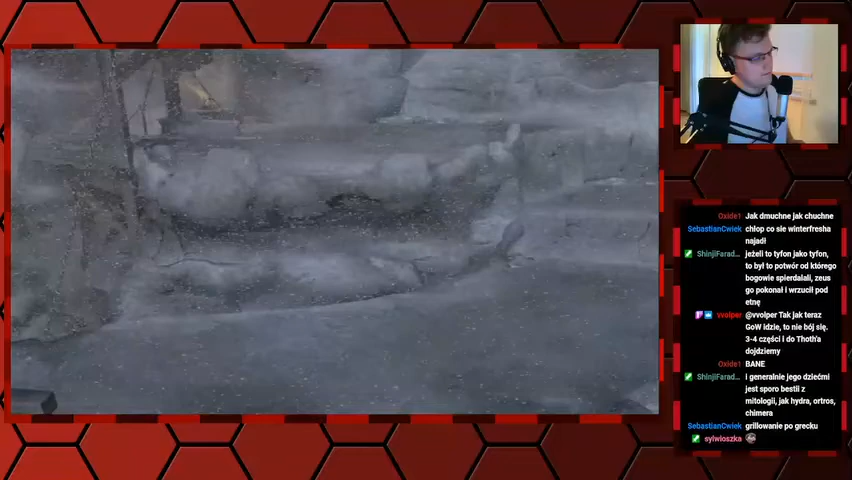 Oxide1 Jak dmuchne jak chuchne
SebastianCwiek chłop co sie winterfresha
najadł
ShinjiFarad... jeżeli to tyfon jako tyfon,
to był to potwór od którego
bogowie spierdalali, zeus
go pokonał i wrzucił pod
etnę
vvoiper @vvoiper Tak jak teraz
GoW idzie, to nie bój się.
3-4 części i do Thoth'a
dojdziemy
Oxide1 BANE
ShinjiFarad... i generalnie jego dziećmi
jest sporo bestii z
mitologii, jak hydra, ortros,
chimera
SebastianCwiek grillowanie po grecku
sylwioszka